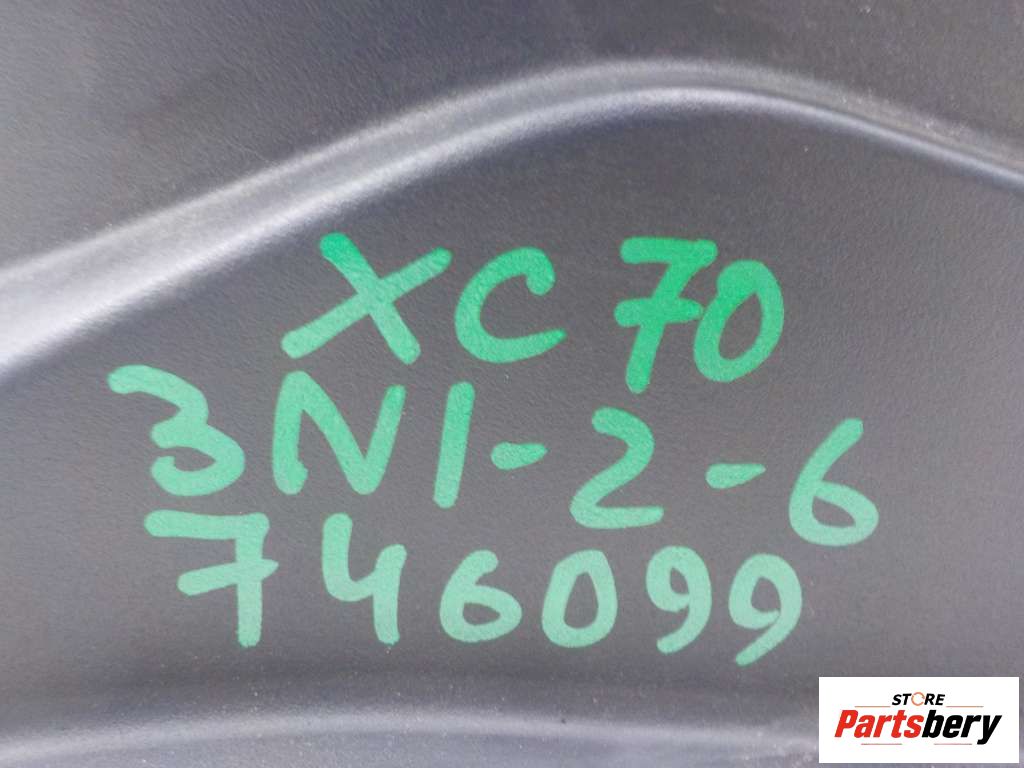 XC70
3N1-2-6
746099
STORE
Partsbery